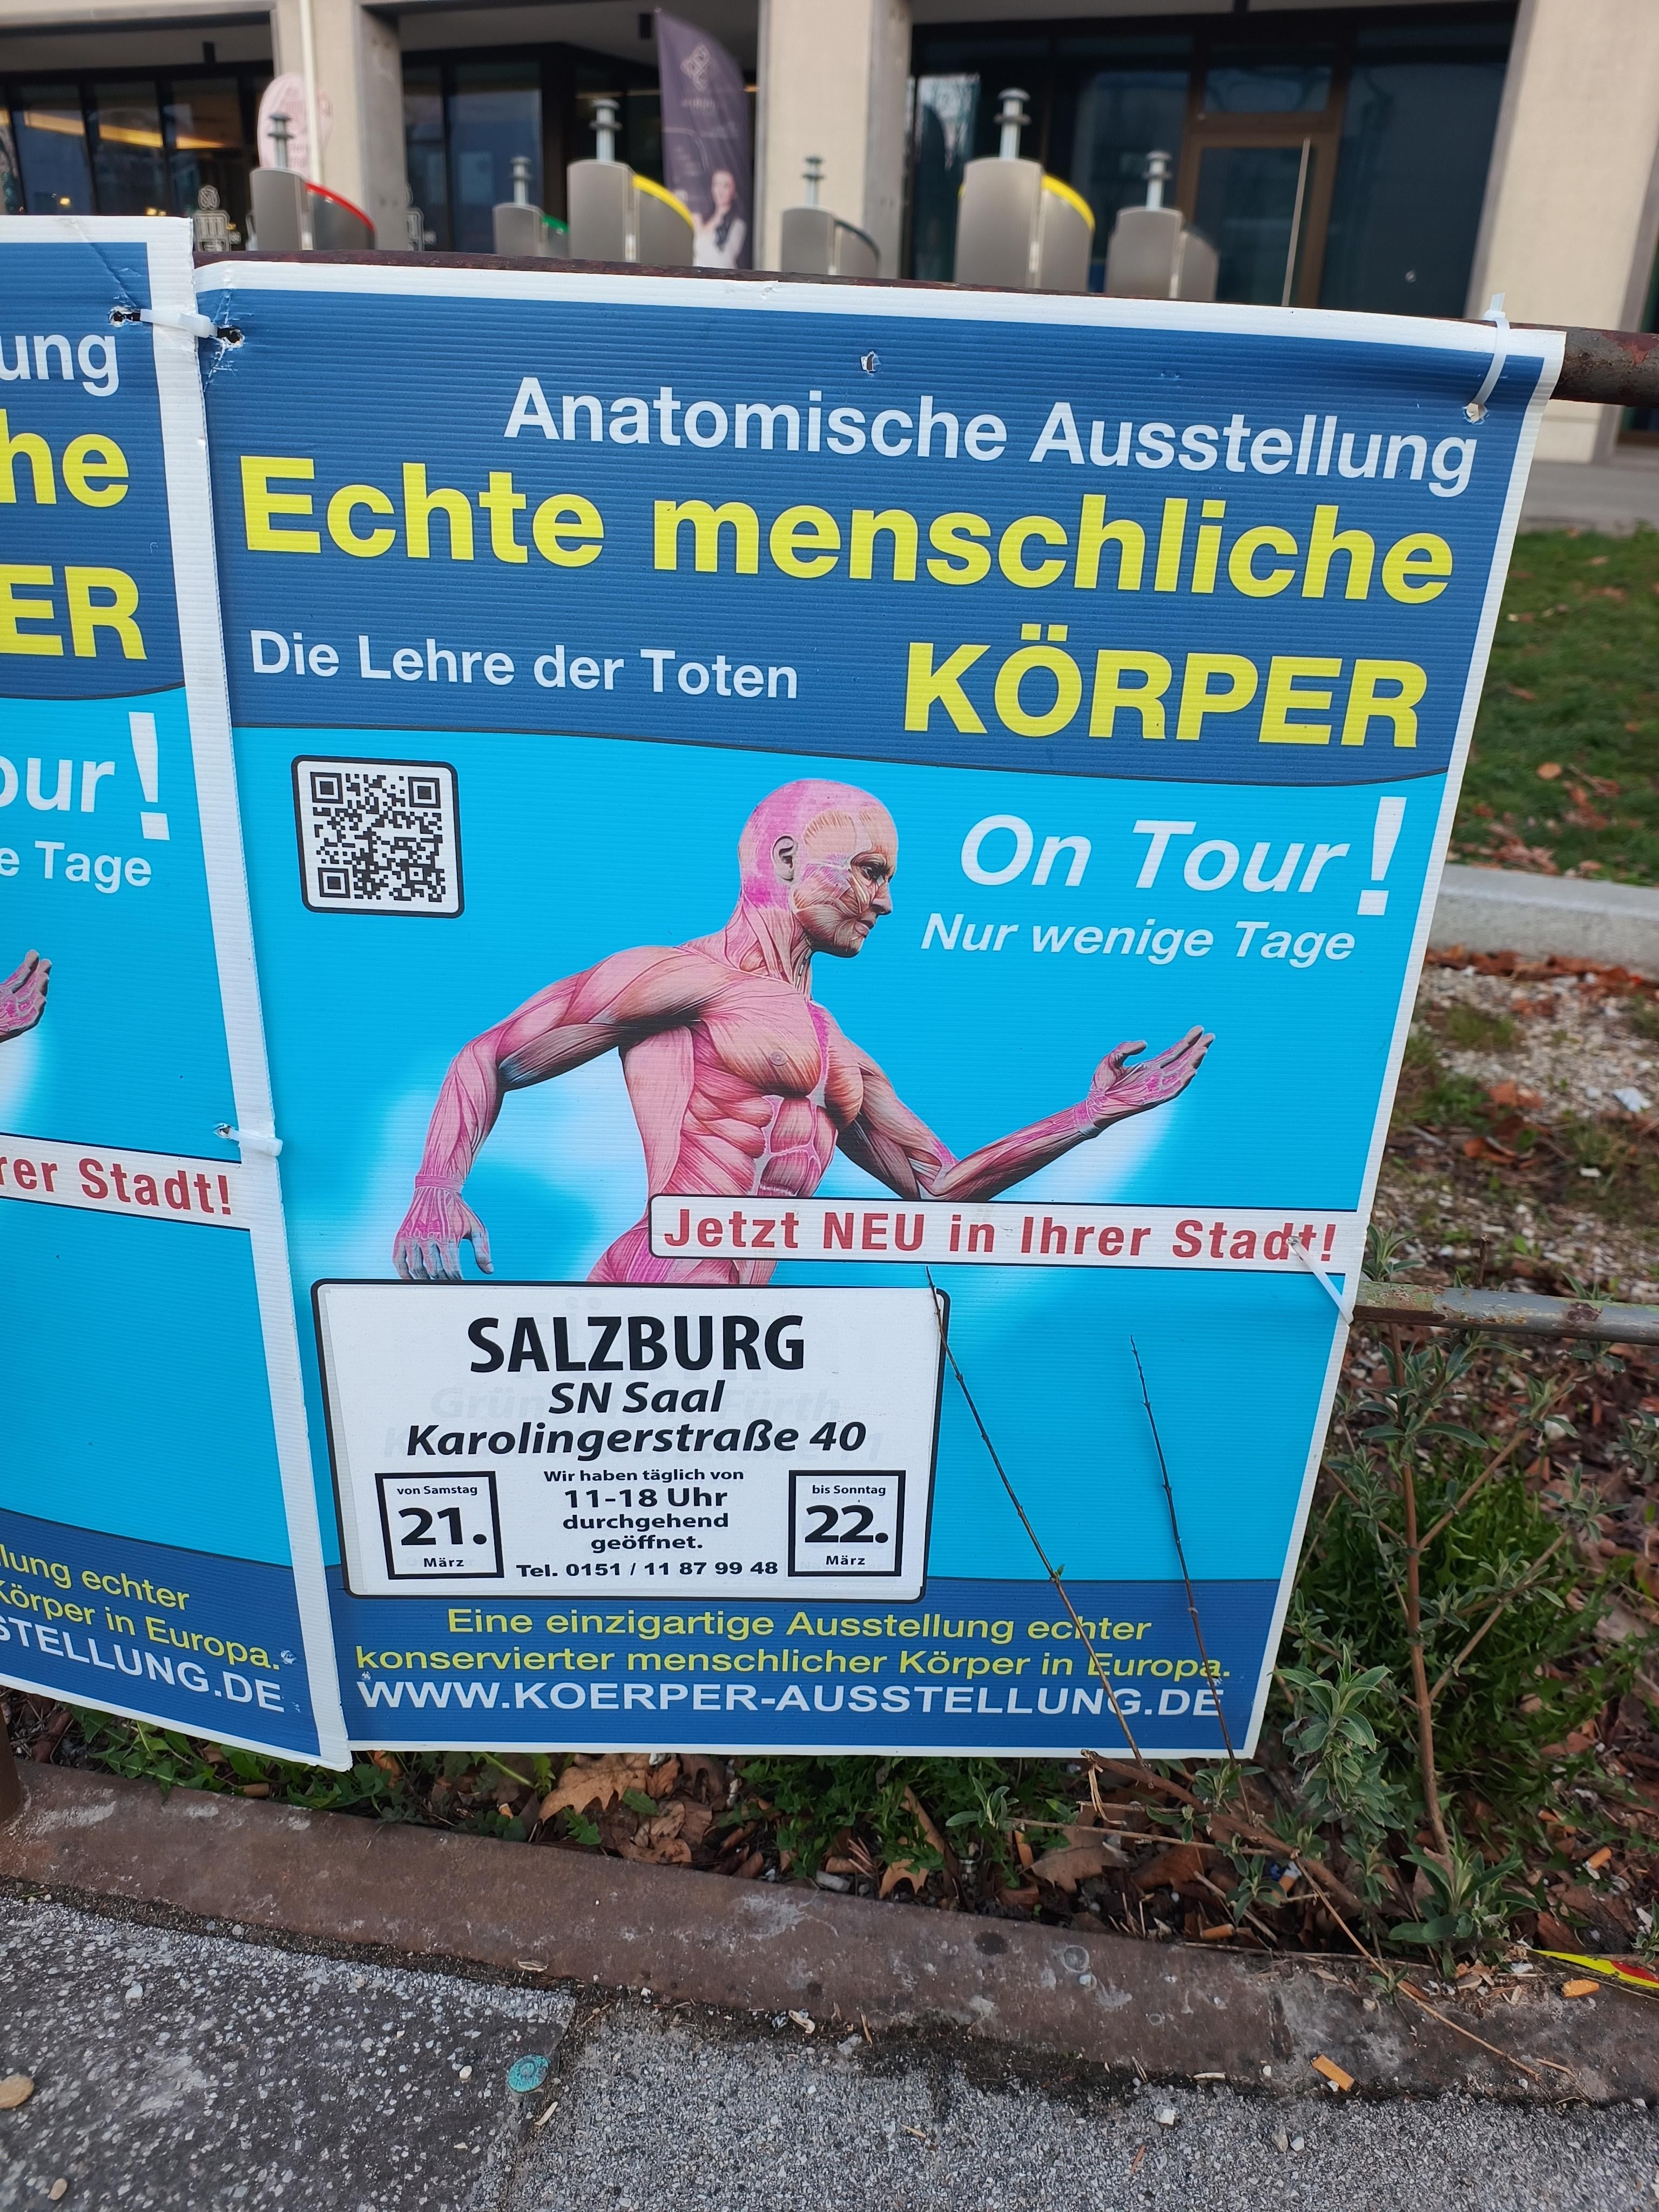 ung
he
ER
our!
e Tage
rer Stadt!
lung echter
Körper in Europa.
STELLUNG.DE
Anatomische Ausstellung
Echte menschliche
Die Lehre der Toten KÖRPER
On Tour!
Nur wenige Tage
Jetzt NEU in Ihrer Stadt!
SALZBURG
SN Saal
Karolingerstraße 40
von Samstag
21.
März
Wir haben täglich von
11-18 Uhr
durchgehend
geöffnet.
Tel. 0151 / 11 87 99 48
bis Sonntag
22.
März
Eine einzigartige Ausstellung echter
konservierter menschlicher Körper in Europa.
WWW.KOERPER-AUSSTELLUNG.DE